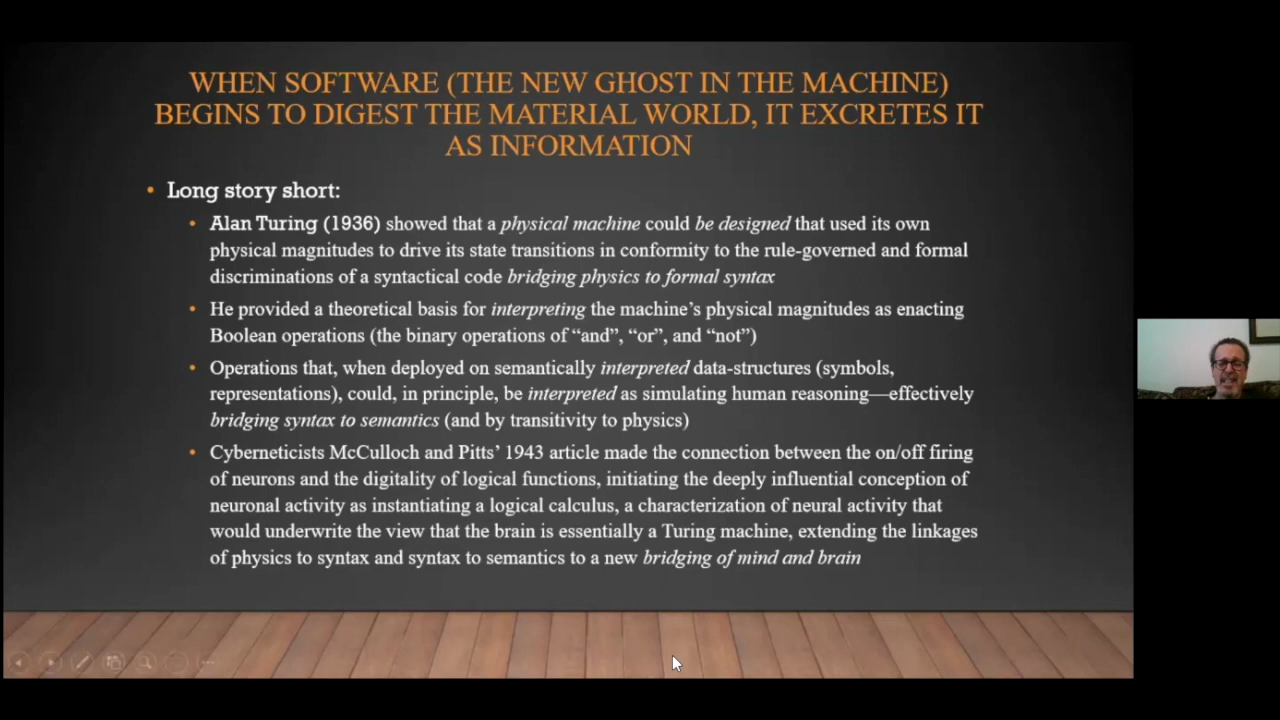 WHEN SOFTWARE (THE NEW GHOST IN THE MACHINE)
BEGINS TO DIGEST THE MATERIAL WORLD, IT EXCRETES IT
AS INFORMATION
• Long story short:
• Alan Turing (1936) showed that a physical machine could be designed that used its own
physical magnitudes to drive its state transitions in conformity to the rule-governed and formal
discriminations of a syntactical code bridging physics to formal syntax
• He provided a theoretical basis for interpreting the machine’s physical magnitudes as enacting
Boolean operations (the binary operations of “and”, “or”, and “not”)
• Operations that, when deployed on semantically interpreted data-structures (symbols,
representations), could, in principle, be interpreted as simulating human reasoning—effectively
bridging syntax to semantics (and by transitivity to physics)
• Cyberneticists McCulloch and Pitts’ 1943 article made the connection between the on/off firing
of neurons and the digitality of logical functions, initiating the deeply influential conception of
neuronal activity as instantiating a logical calculus, a characterization of neural activity that
would underwrite the view that the brain is essentially a Turing machine, extending the linkages
of physics to syntax and syntax to semantics to a new bridging of mind and brain